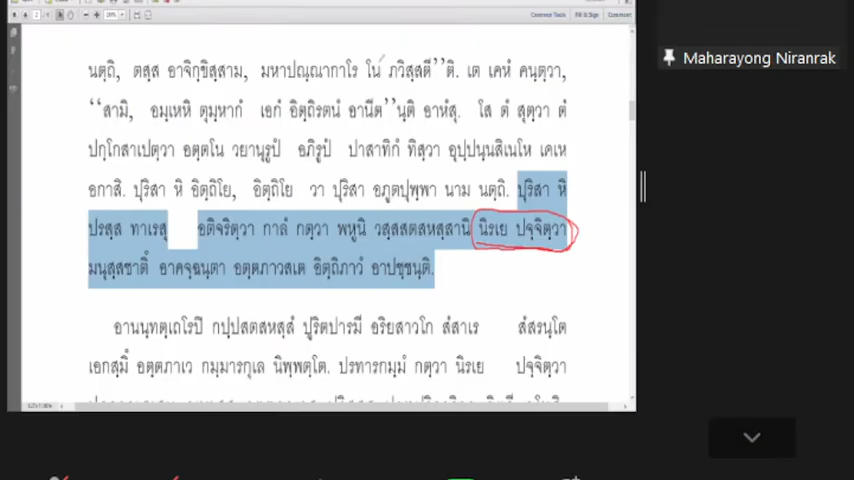 Common Tools Fill & Sign Comment
นตฺถิ, ตสฺส อาจิกฺขิสฺสาม, มหาปณฺณากาโร โน ภวิสฺสตี”ติ. เต เคหํ คนฺตฺวา,
“สามิ, อมฺเหหิ ตุมฺหากํ เอกํ อิตฺถิรตนํ อานีต”นฺติ อาหํสุ. โส ตํ สุตฺวา ตํ
ปกฺโกสาเปตฺวา อตฺตโน วยานุรูปํ อภิรูปํ ปาสาทิกํ ทิสฺวา อุปฺปนฺนสิเนโห เคเห
อกาสิ. ปุริสา หิ อิตฺถิโย, อิตฺถิโย วา ปุริสา อภูตปุพฺพา นาม นตฺถิ. ปุริสา หิ
ปรสฺส ทาเรสุ อติจริตฺวา กาลํ กตฺวา พหูนิ วสฺสสตสหสฺสานิ นิรเย ปจฺจิตฺวา
มนุสฺสชาตึ อาคจฺฉนฺตา อตฺตภาวสเต อิตฺถิภาวํ อาปชฺชนฺติ.
อานนฺทตฺเถโรปิ กปฺปสตสหสฺสํ ปูริตปารมี อริยสาวโก สํสาเร สํสรนฺโต
เอกสฺมึ อตฺตภาเว กมฺมารกุเล นิพฺพตฺโต. ปรทารกมฺมํ กตฺวา นิรเย ปจฺจิตฺวา
Maharayong Niranrak